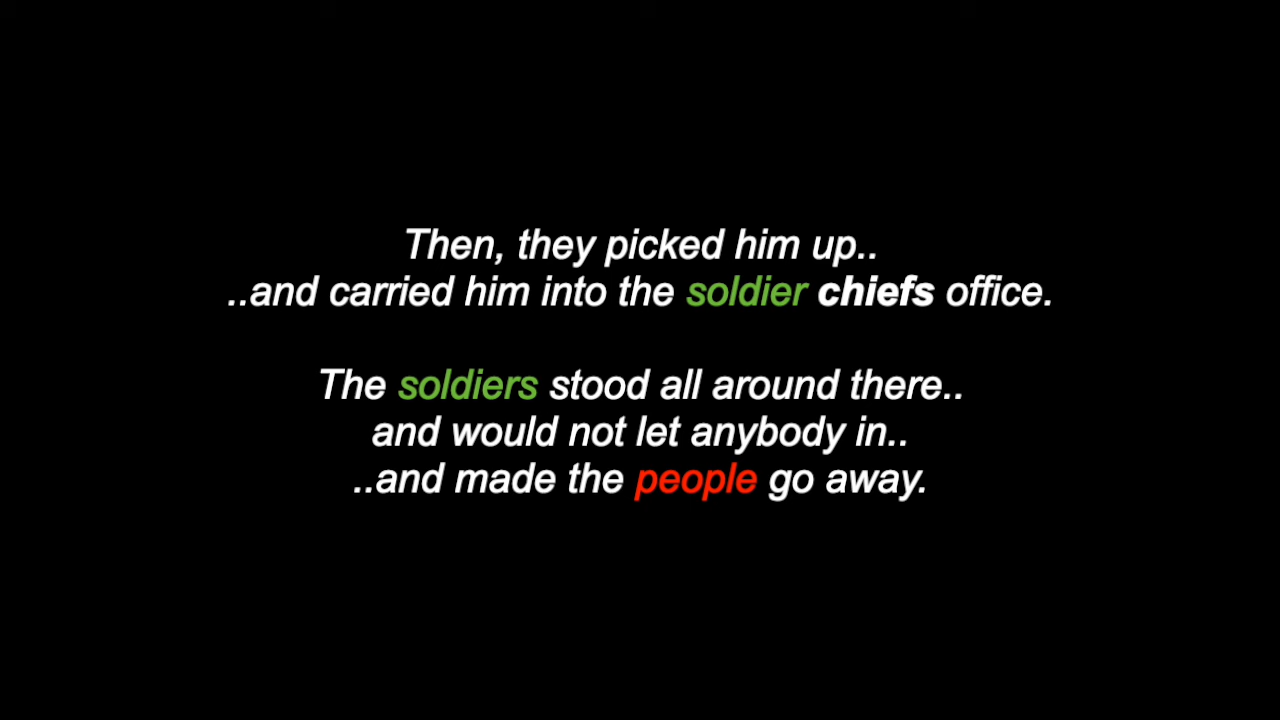 Then, they picked him up..
..and carried him into the soldier chiefs office.
The soldiers stood all around there..
and would not let anybody in..
..and made the people go away.